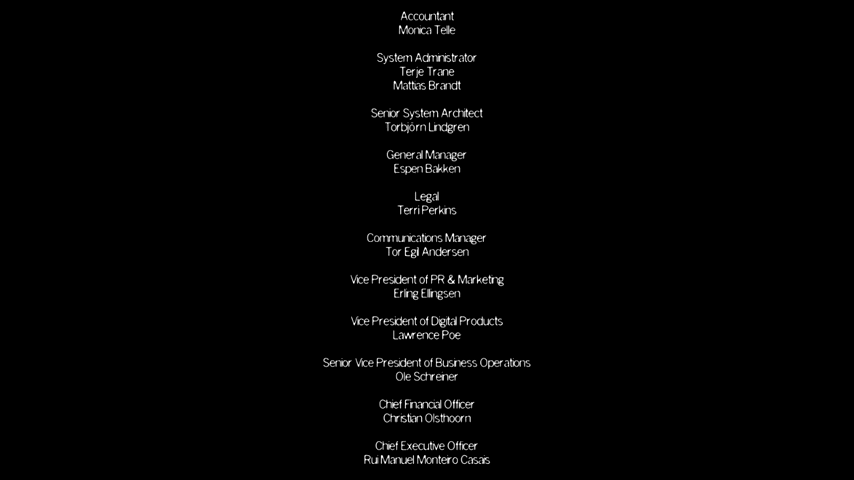 Accountant
Monica Telle
System Administrator
Terje Trane
Mattias Brandt
Senior System Architect
Torbjörn Lindgren
General Manager
Espen Bakken
Legal
Terri Perkins
Communications Manager
Tor Egil Andersen
Vice President of PR & Marketing
Erling Ellingsen
Vice President of Digital Products
Lawrence Poe
Senior Vice President of Business Operations
Ole Schreiner
Chief Financial Officer
Christian Olsthoorn
Chief Executive Officer
Rui Manuel Monteiro Casais